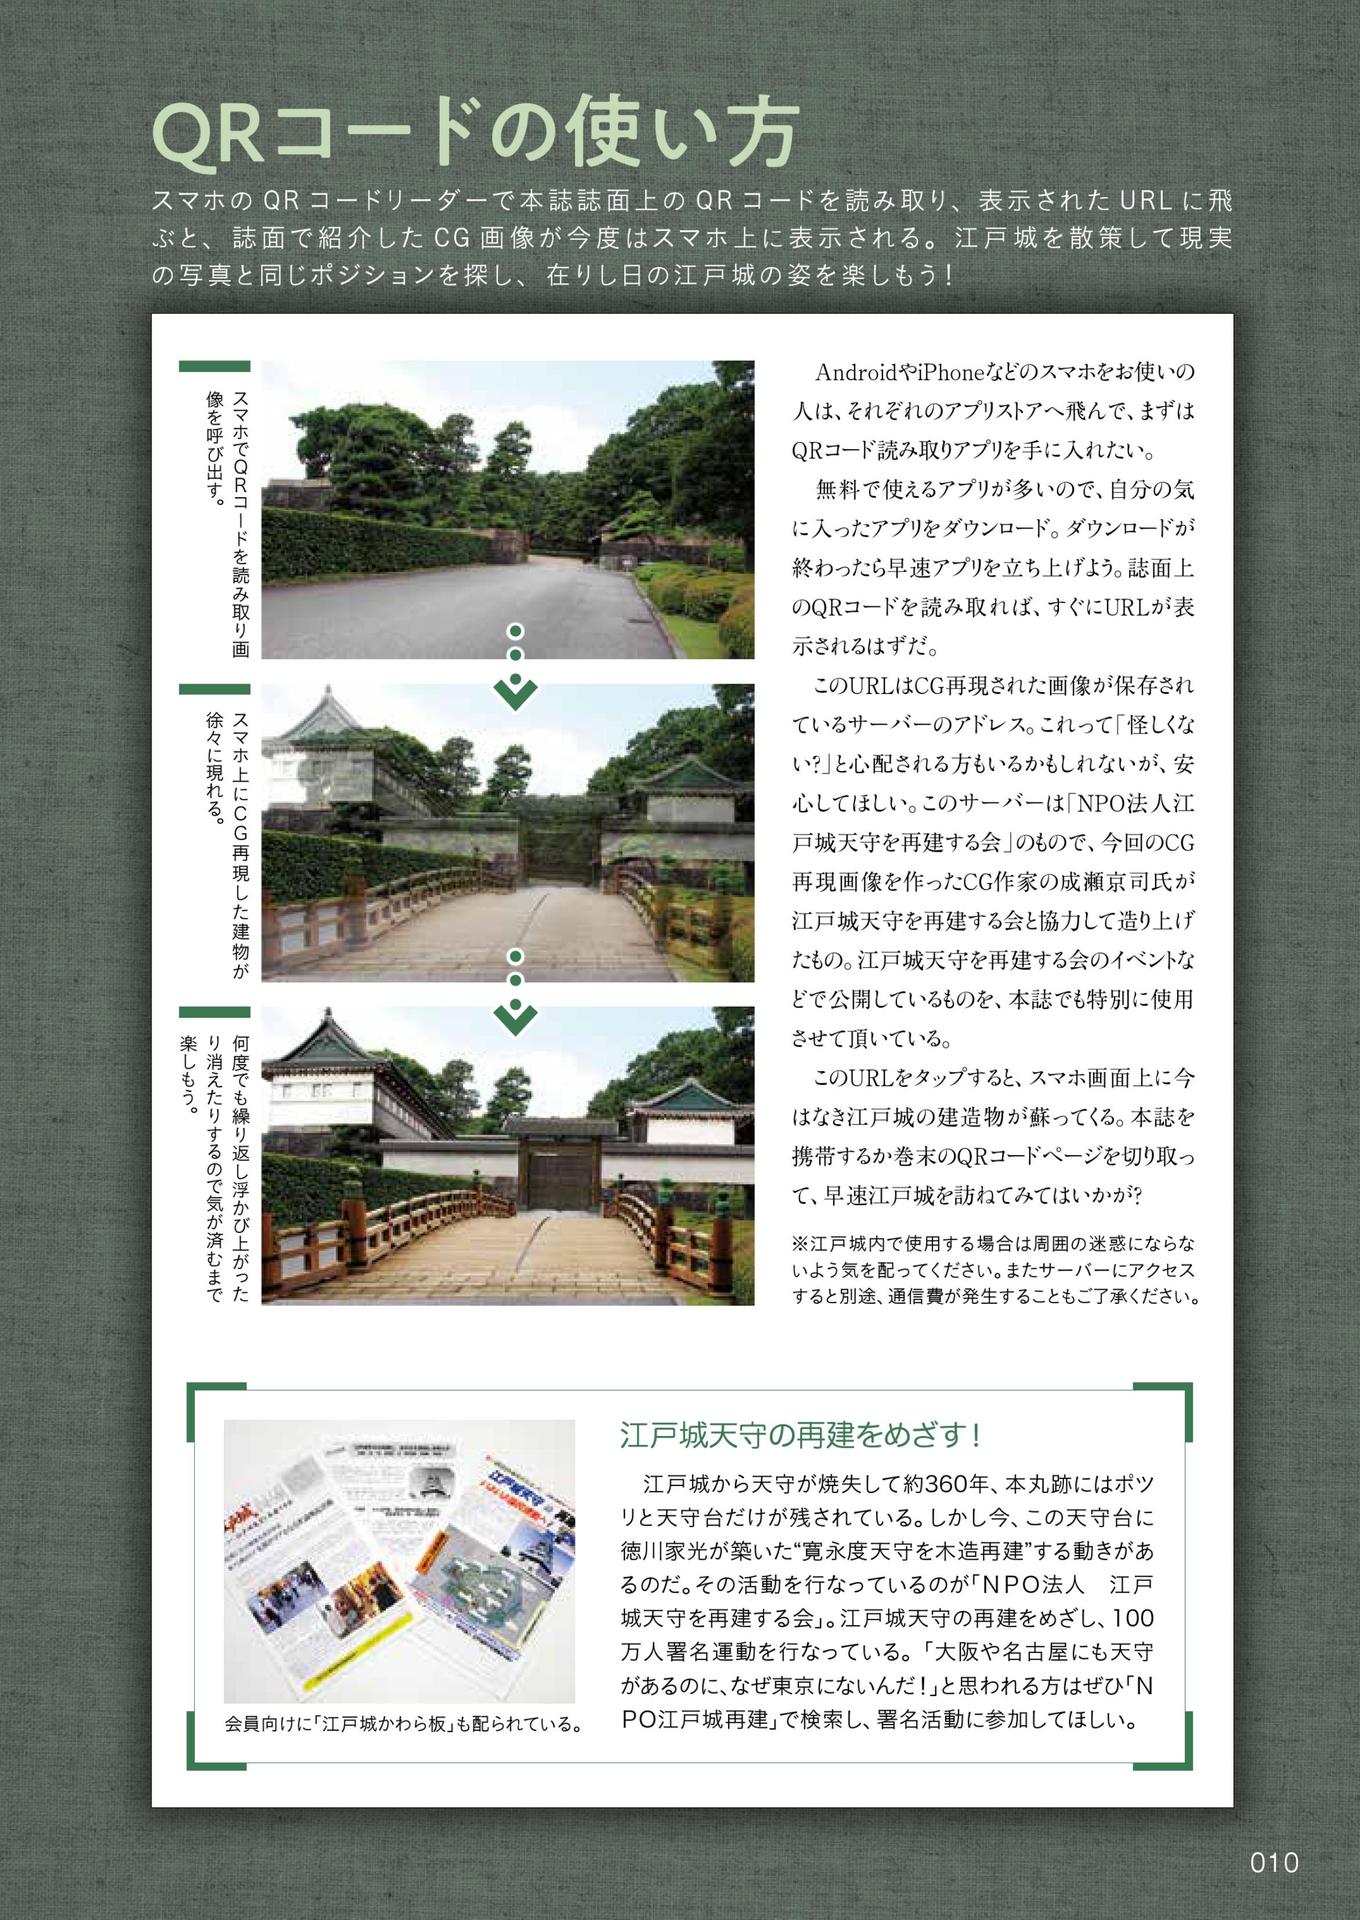 QRコードの使い方
スマホの QR コードリーダーで本誌誌面上の QR コードを読み取り、表示された URL に飛
ぶと、誌面で紹介した CG 画像が今度はスマホ上に表示される。江戸城を散策して現実
の写真と同じポジションを探し、在りし日の江戸城の姿を楽しもう！
スマホでQRコードを読み取り画
像を呼び出す。
スマホ上にCG再現した建物が
徐々に現れる。
何度でも繰り返し浮かび上がった
り消えたりするので気が済むまで
楽しもう。
AndroidやiPhoneなどのスマホをお使いの
人は、それぞれのアプリストアへ飛んで、まずは
QRコード読み取りアプリを手に入れたい。
無料で使えるアプリが多いので、自分の気
に入ったアプリをダウンロード。ダウンロードが
終わったら早速アプリを立ち上げよう。誌面上
のQRコードを読み取れば、すぐにURLが表
示されるはずだ。
このURLはCG再現された画像が保存され
ているサーバーのアドレス。これって「怪しくな
い？」と心配される方もいるかもしれないが、安
心してほしい。このサーバーは「NPO法人江
戸城天守を再建する会」のもので、今回のCG
再現画像を作ったCG作家の成瀬京司氏が
江戸城天守を再建する会と協力して造り上げ
たもの。江戸城天守を再建する会のイベントな
どで公開しているものを、本誌でも特別に使用
させて頂いている。
このURLをタップすると、スマホ画面上に今
はなき江戸城の建造物が蘇ってくる。本誌を
携帯するか巻末のQRコードページを切り取っ
て、早速江戸城を訪ねてみてはいかが？
※江戸城内で使用する場合は周囲の迷惑にならな
いよう気を配ってください。またサーバーにアクセス
すると別途、通信費が発生することもご了承ください。
会員向けに「江戸城かわら板」も配られている。
江戸城天守の再建をめざす！
江戸城から天守が焼失して約360年、本丸跡にはポツ
リと天守台だけが残されている。しかし今、この天守台に
徳川家光が築いた“寛永度天守を木造再建”する動きがあ
るのだ。その活動を行なっているのが「NPO法人　江戸
城天守を再建する会」。江戸城天守の再建をめざし、100
万人署名運動を行なっている。「大阪や名古屋にも天守
があるのに、なぜ東京にないんだ！」と思われる方はぜひ「N
PO江戸城再建」で検索し、署名活動に参加してほしい。
010